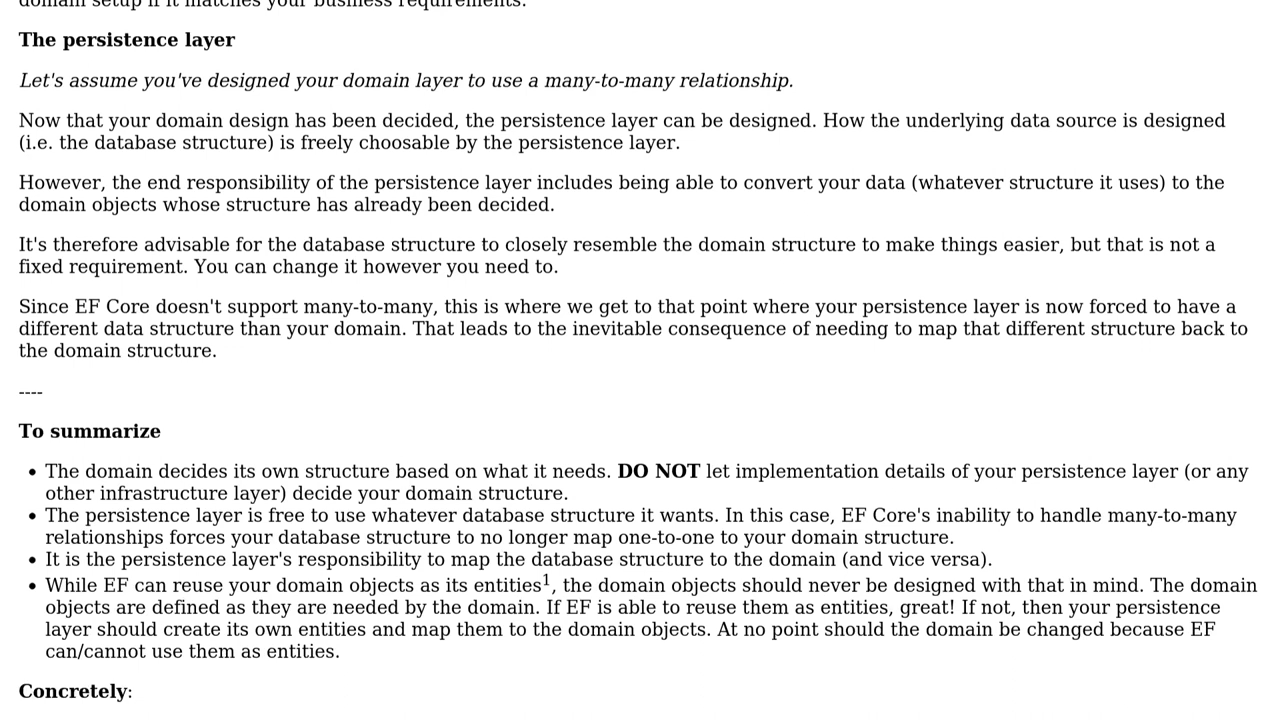 domain setup if it matches your business requirements.
The persistence layer
Let's assume you've designed your domain layer to use a many-to-many relationship.
Now that your domain design has been decided, the persistence layer can be designed. How the underlying data source is designed
(i.e. the database structure) is freely choosable by the persistence layer.
However, the end responsibility of the persistence layer includes being able to convert your data (whatever structure it uses) to the
domain objects whose structure has already been decided.
It's therefore advisable for the database structure to closely resemble the domain structure to make things easier, but that is not a
fixed requirement. You can change it however you need to.
Since EF Core doesn't support many-to-many, this is where we get to that point where your persistence layer is now forced to have a
different data structure than your domain. That leads to the inevitable consequence of needing to map that different structure back to
the domain structure.
----
To summarize
• The domain decides its own structure based on what it needs. DO NOT let implementation details of your persistence layer (or any
other infrastructure layer) decide your domain structure.
• The persistence layer is free to use whatever database structure it wants. In this case, EF Core's inability to handle many-to-many
relationships forces your database structure to no longer map one-to-one to your domain structure.
• It is the persistence layer's responsibility to map the database structure to the domain (and vice versa).
• While EF can reuse your domain objects as its entities¹, the domain objects should never be designed with that in mind. The domain
objects are defined as they are needed by the domain. If EF is able to reuse them as entities, great! If not, then your persistence
layer should create its own entities and map them to the domain objects. At no point should the domain be changed because EF
can/cannot use them as entities.
Concretely: